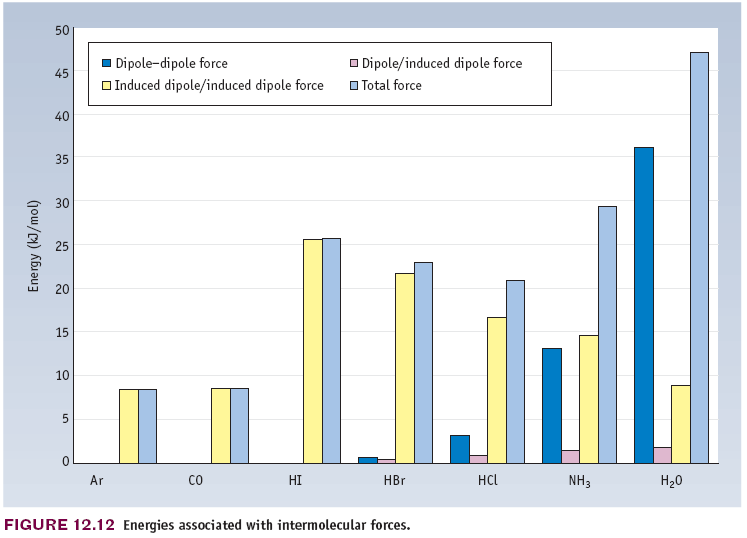 50
45
40
35
30
25
20
15
10
5
0
Energy (kJ/mol)
Dipole–dipole force
Dipole/induced dipole force
Induced dipole/induced dipole force
Total force
Ar CO HI HBr HCl NH₃ H₂O
FIGURE 12.12 Energies associated with intermolecular forces.